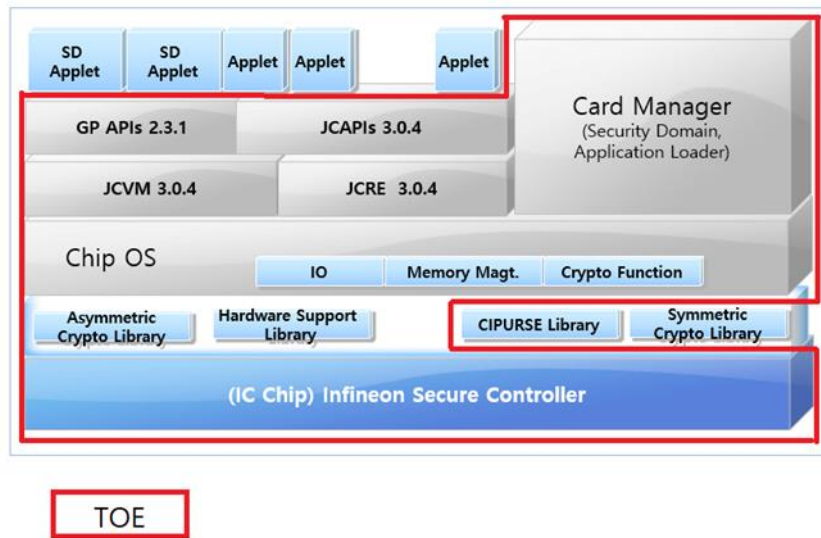 SD
Applet
SD
Applet
Applet
Applet
Applet
Card Manager
(Security Domain,
Application Loader)
GP APIs 2.3.1
JCAPIs 3.0.4
JCVM 3.0.4
JCRE 3.0.4
Chip OS
IO
Memory Magt.
Crypto Function
Asymmetric
Crypto Library
Hardware Support
Library
CIPURSE Library
Symmetric
Crypto Library
(IC Chip) Infineon Secure Controller
TOE